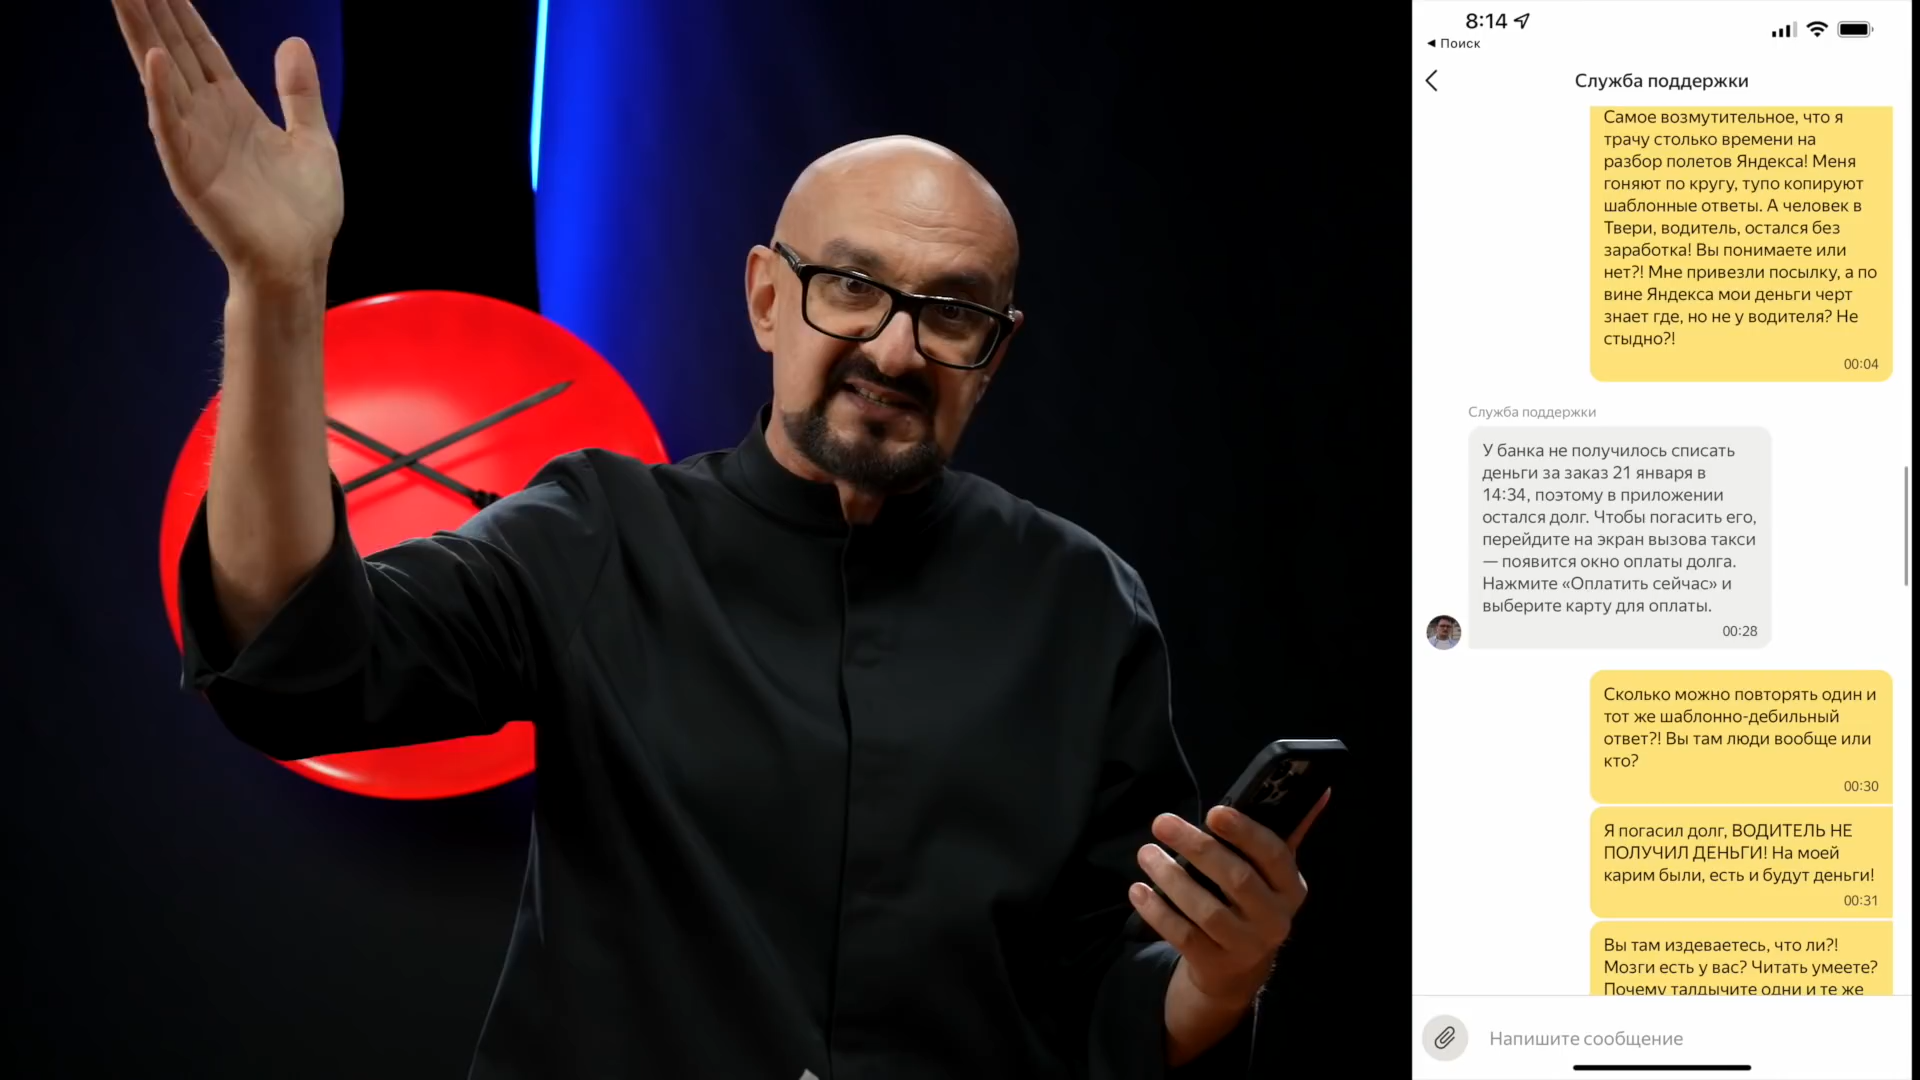 8:14
Поиск
Служба поддержки
Самое возмутительное, что я
трачу столько времени на
разбор полетов Яндекса! Меня
гоняют по кругу, тупо копируют
шаблонные ответы. А человек в
Твери, водитель, остался без
заработка! Вы понимаете или
нет?! Мне привезли посылку, а по
вине Яндекса мои деньги черт
знает где, но не у водителя? Не
стыдно?!
00:04
Служба поддержки
У банка не получилось списать
деньги за заказ 21 января в
14:34, поэтому в приложении
остался долг. Чтобы погасить его,
перейдите на экран вызова такси
— появится окно оплаты долга.
Нажмите «Оплатить сейчас» и
выберите карту для оплаты.
00:28
Сколько можно повторять один и
тот же шаблонно-дебильный
ответ?! Вы там люди вообще или
кто?
00:30
Я погасил долг, ВОДИТЕЛЬ НЕ
ПОЛУЧИЛ ДЕНЬГИ! На моей
карим были, есть и будут деньги!
00:31
Вы там издеваетесь, что ли?!
Мозги есть у вас? Читать умеете?
Почему талдычите одни и те же
Напишите сообщение